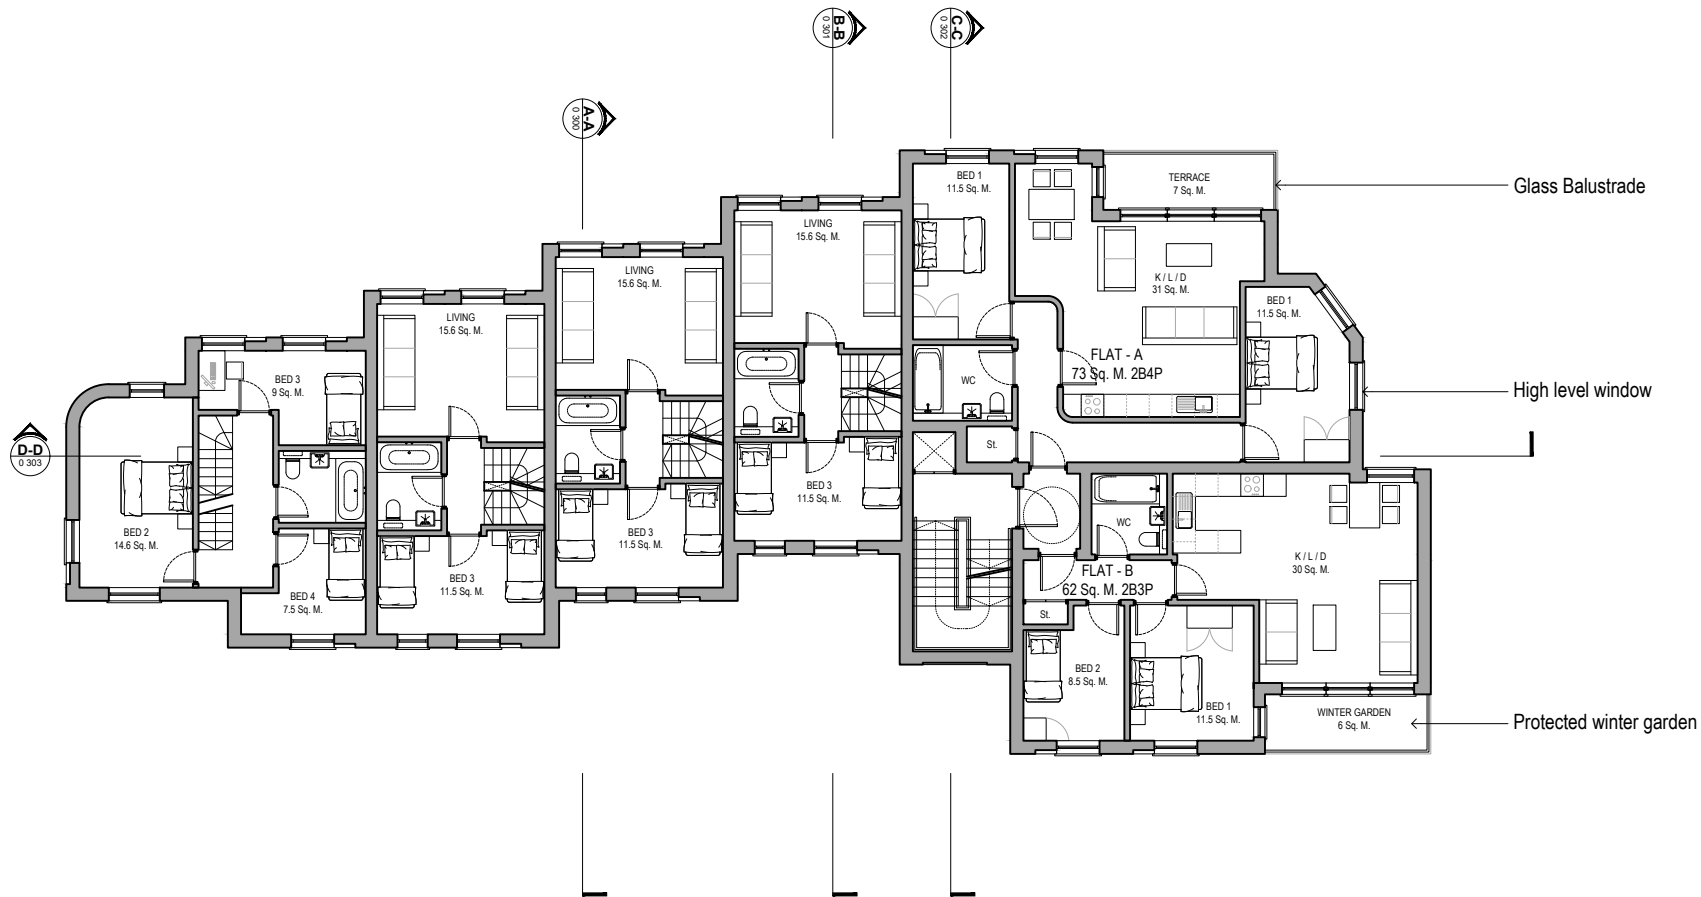 B-B
0 301
C-C
0 302
A-A
0 300
D-D
0 303
BED 1
11.5 Sq. M.
TERRACE
7 Sq. M.
Glass Balustrade
LIVING
15.6 Sq. M.
LIVING
15.6 Sq. M.
LIVING
15.6 Sq. M.
K / L / D
31 Sq. M.
BED 1
11.5 Sq. M.
FLAT - A
73 Sq. M. 2B4P
WC
High level window
BED 3
9 Sq. M.
St.
BED 3
11.5 Sq. M.
WC
BED 2
14.6 Sq. M.
BED 3
11.5 Sq. M.
K / L / D
30 Sq. M.
FLAT - B
62 Sq. M. 2B3P
BED 3
11.5 Sq. M.
BED 4
7.5 Sq. M.
St.
BED 2
8.5 Sq. M.
BED 1
11.5 Sq. M.
WINTER GARDEN
6 Sq. M.
Protected winter garden